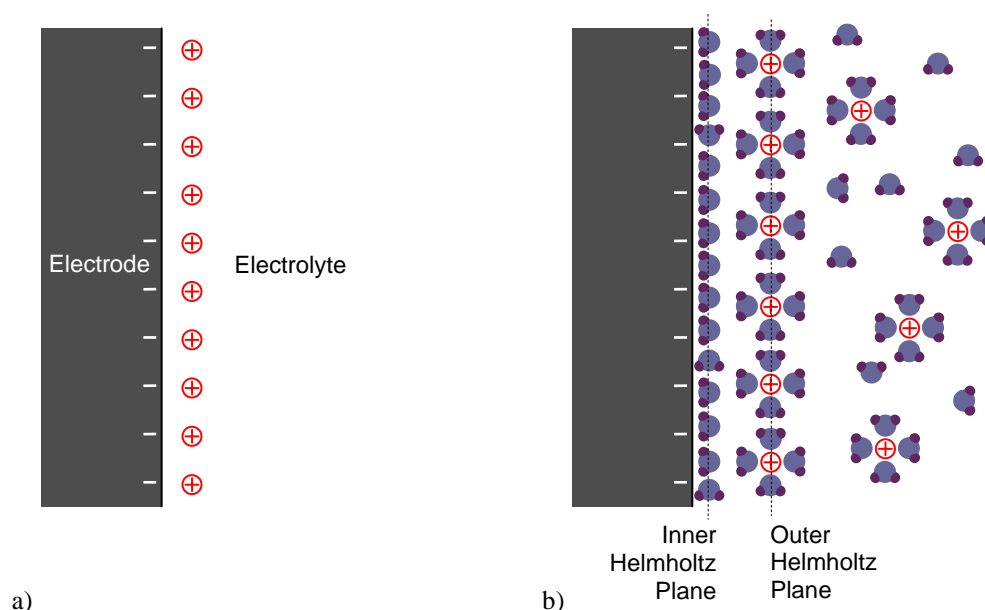 Electrode
Electrolyte
a)
Inner
Helmholtz
Plane
Outer
Helmholtz
Plane
b)